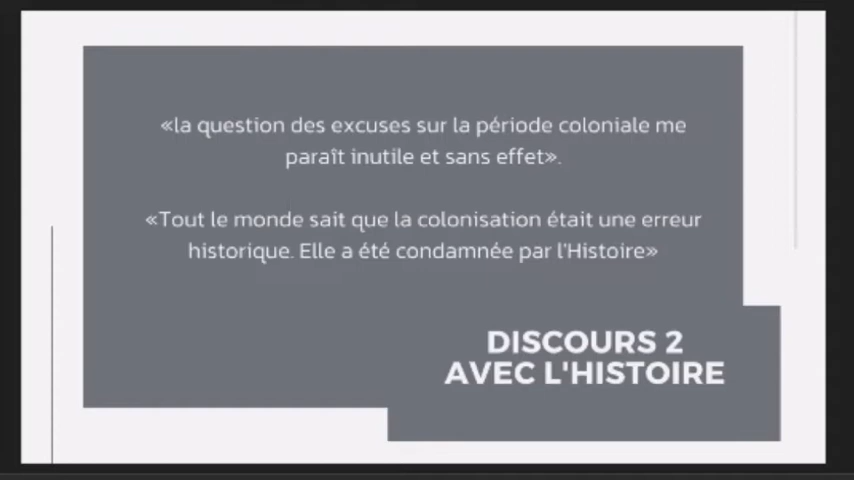 «la question des excuses sur la période coloniale me
paraît inutile et sans effet».
«Tout le monde sait que la colonisation était une erreur
historique. Elle a été condamnée par l'Histoire»
DISCOURS 2
AVEC L'HISTOIRE